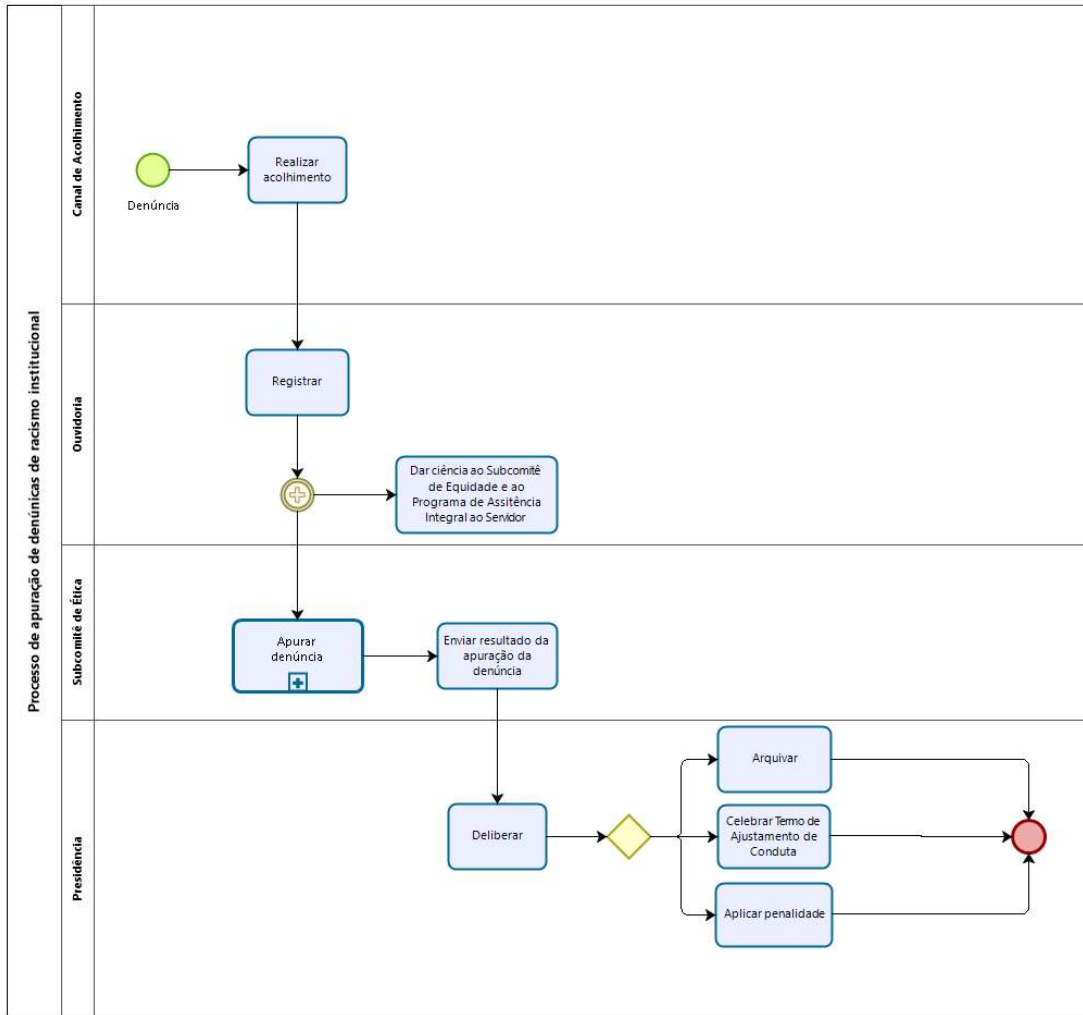 Processo de apuração de denúnicas de racismo institucional
Canal de Acolhimento
Denúncia
Realizar
acolhimento
Ouvidoria
Registrar
Dar ciência ao Subcomitê
de Equidade e ao
Programa de Assitência
Integral ao Servidor
Subcomitê de Ética
Apurar
denúncia
Enviar resultado da
apuração da
denúncia
Presidência
Deliberar
Arquivar
Celebrar Termo de
Ajustamento de
Conduta
Aplicar penalidade